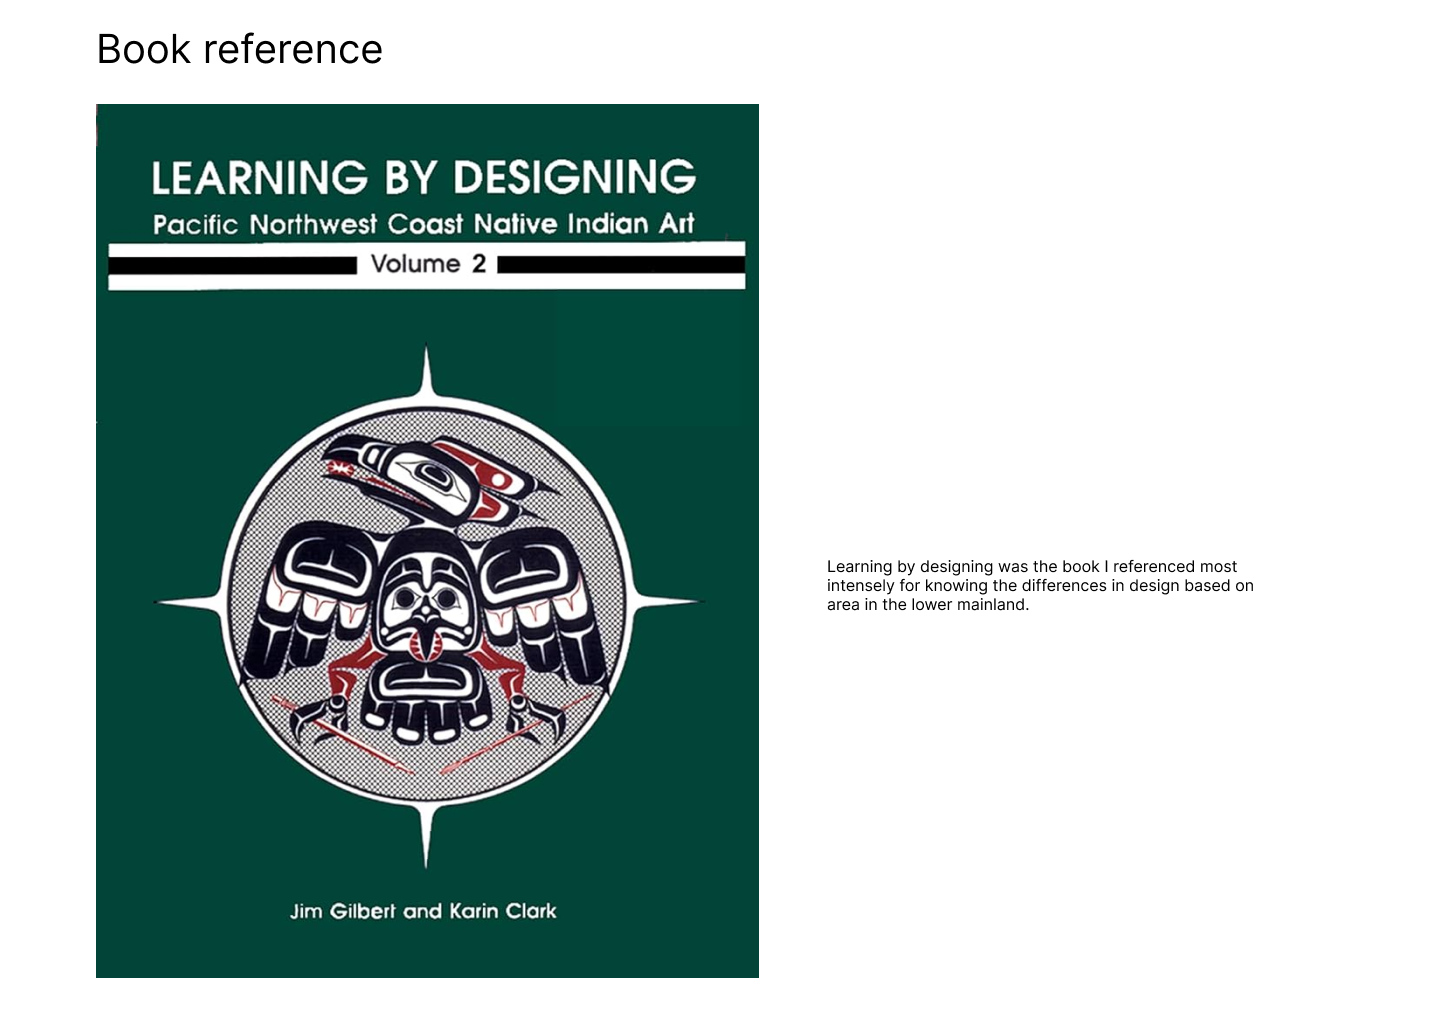 Book reference
LEARNING BY DESIGNING
Pacific Northwest Coast Native Indian Art
Volume 2
Jim Gilbert and Karin Clark
Learning by designing was the book I referenced most
intensely for knowing the differences in design based on
area in the lower mainland.